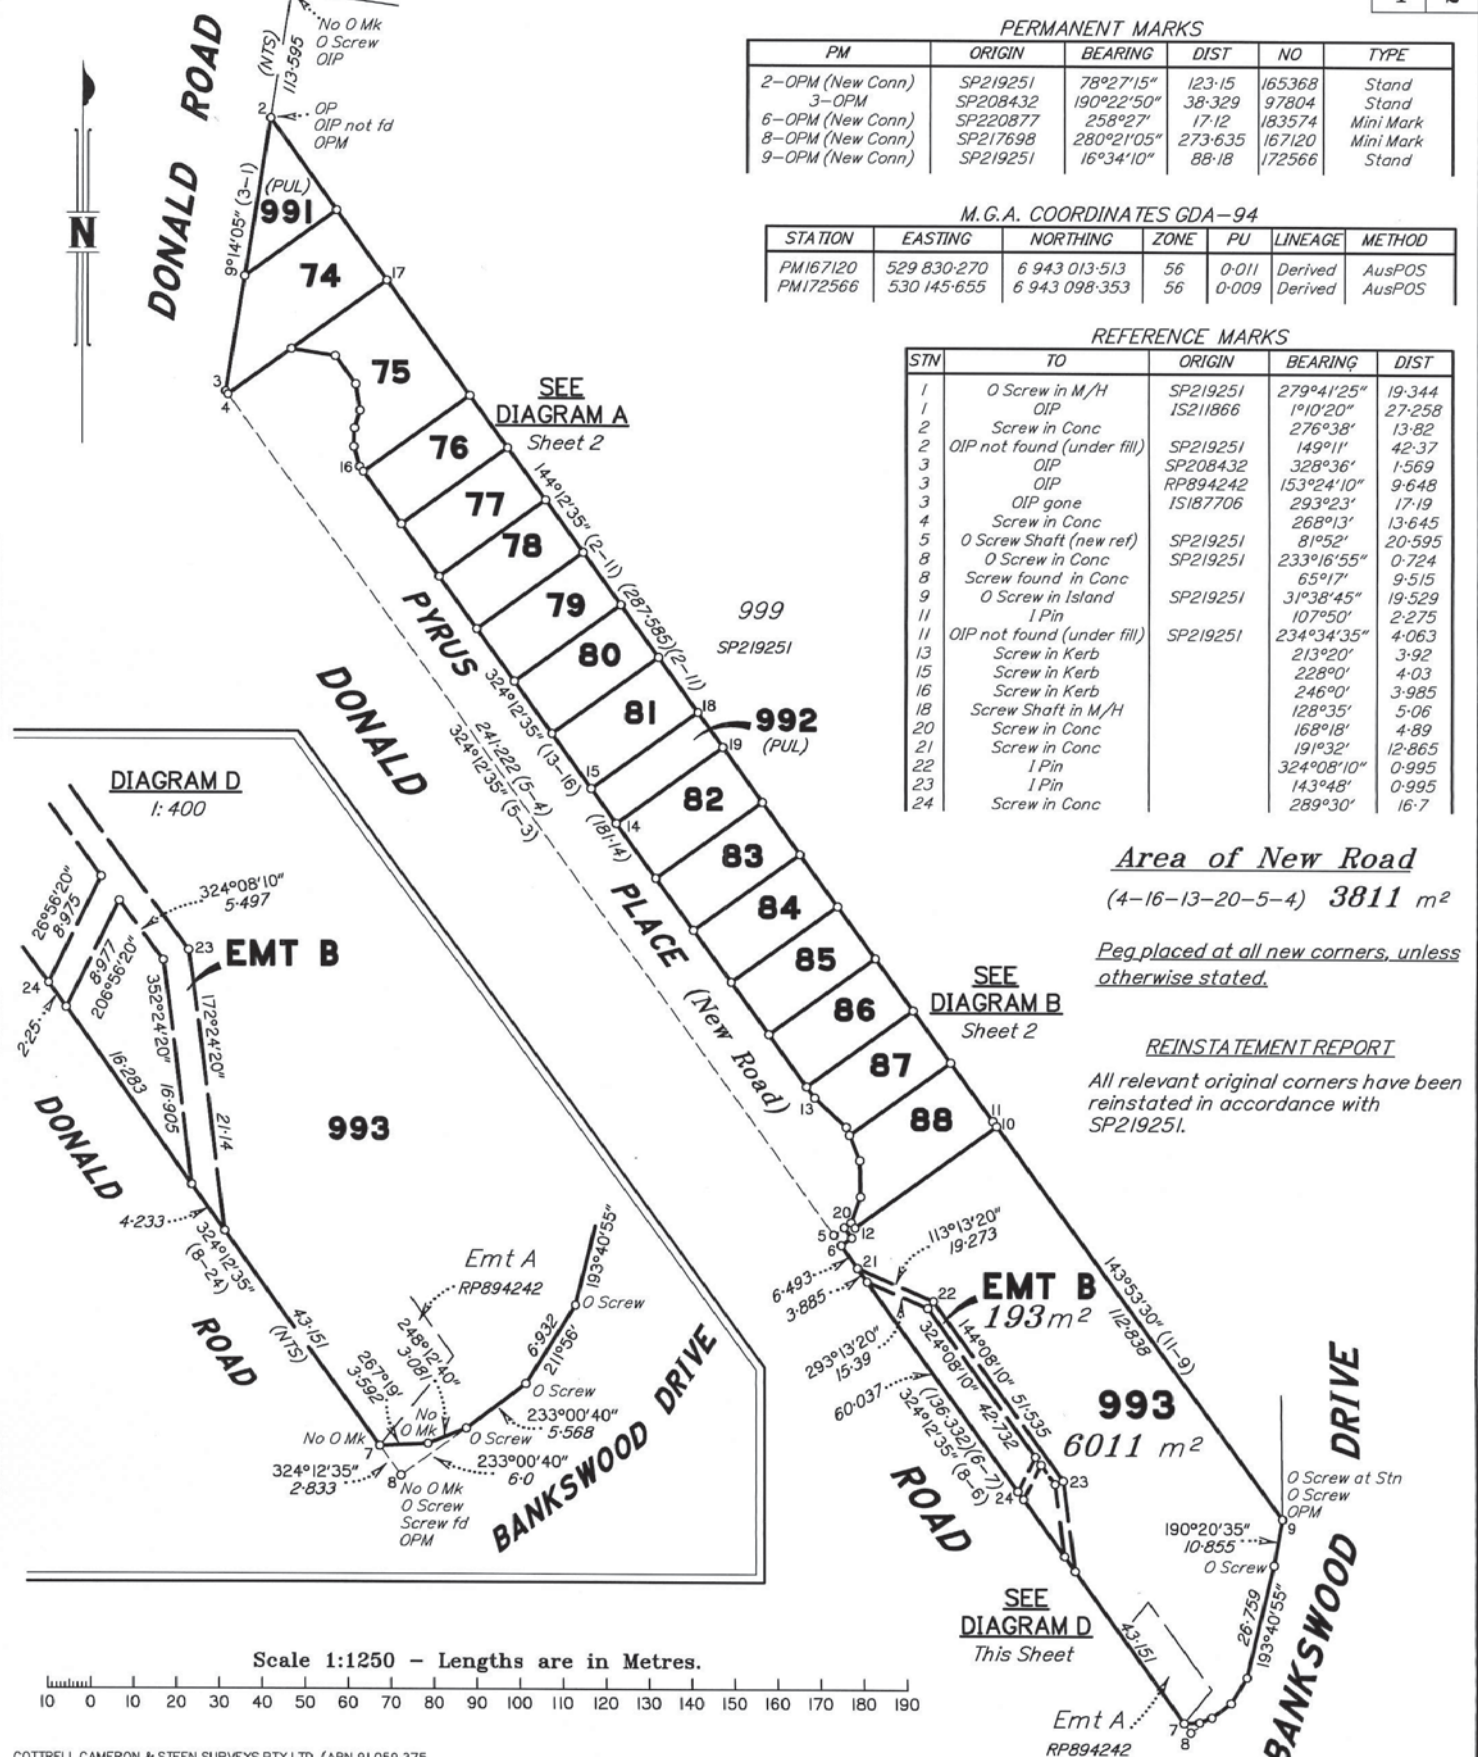 PERMANENT MARKS
PM ORIGIN BEARING DIST NO TYPE
2-OPM (New Conn) SP219251 78°27'15" 123·15 165368 Stand
3-OPM SP208432 190°22'50" 38·329 97804 Stand
6-OPM (New Conn) SP220877 258°27' 17·12 183574 Mini Mark
8-OPM (New Conn) SP217698 280°21'05" 273·635 167120 Mini Mark
9-OPM (New Conn) SP219251 16°34'10" 88·18 172566 Stand
M.G.A. COORDINATES GDA-94
STATION EASTING NORTHING ZONE PU LINEAGE METHOD
PM167120 529 830·270 6 943 013·513 56 0·011 Derived AusPOS
PM172566 530 145·655 6 943 098·353 56 0·009 Derived AusPOS
REFERENCE MARKS
STN TO ORIGIN BEARING DIST
1 O Screw in M/H SP219251 279°41'25" 19·344
1 OIP IS211866 1°10'20" 27·258
2 Screw in Conc 276°38' 13·82
2 OIP not found (under fill) SP219251 149°11' 42·37
3 OIP SP208432 328°36' 1·569
3 OIP RP894242 153°24'10" 9·648
3 OIP gone IS187706 293°23' 17·19
4 Screw in Conc 268°13' 13·645
5 O Screw Shaft (new ref) SP219251 81°52' 20·595
8 O Screw in Conc SP219251 233°16'55" 0·724
8 Screw found in Conc 65°17' 9·515
9 O Screw in Island SP219251 31°38'45" 19·529
11 I Pin 107°50' 2·275
11 OIP not found (under fill) SP219251 234°34'35" 4·063
13 Screw in Kerb 213°20' 3·92
15 Screw in Kerb 228°0' 4·03
16 Screw in Kerb 246°0' 3·985
18 Screw Shaft in M/H 128°35' 5·06
20 Screw in Conc 168°18' 4·89
21 Screw in Conc 191°32' 12·865
22 I Pin 324°08'10" 0·995
23 I Pin 143°48' 0·995
24 Screw in Conc 289°30' 16·7
Area of New Road
(4-16-13-20-5-4) 3811 m²
Peg placed at all new corners, unless
otherwise stated.
REINSTATEMENT REPORT
All relevant original corners have been
reinstated in accordance with
SP219251.
No O Mk
O Screw
OIP
(NTS)
113·595
2
OP
OIP not fd
OPM
DONALD ROAD
N
9°14'05" (3-1)
(PUL)
991
74
17
3
4
75
SEE
DIAGRAM A
Sheet 2
76
16
77
144°12'35" (2-11)
78
79
(287·585)(2-11)
999
SP219251
80
PYRUS
81
18
992
(PUL)
19
324°12'35" (13-16)
241·222 (5-4)
324°12'35" (5-3)
15
14
(181·14)
82
DONALD
83
84
PLACE
85
(New Road)
86
SEE
DIAGRAM B
Sheet 2
87
13
88
11
10
20
5
12
6
21
113°13'20"
19·273
6·493
3·885
22
EMT B
193m²
143°53'30" (11-9)
112·838
293°13'20"
15·39
324°08'10" 42·732
144°08'10" 51·535
60·037
(136·332)(6-7)
324°12'35" (8-6)
993
6011 m²
23
24
ROAD
BANKSWOOD DRIVE
O Screw at Stn
O Screw
OPM
9
190°20'35"
10·855
O Screw
26·759
193°40'55"
SEE
DIAGRAM D
This Sheet
43·151
Emt A
RP894242
7
8
DIAGRAM D
1:400
26°56'20"
8·975
324°08'10"
5·497
23
EMT B
8·977
206°56'20"
24
2·25
16·283
352°24'20" 16·905
172°24'20" 21·14
993
DONALD
4·233
324°12'35"
(8-24)
ROAD
43·151
(NTS)
Emt A
RP894242
193°40'55"
O Screw
248°12'40"
3·081
6·932
211°56'
267°19'
3·592
O Screw
No
O Mk
No O Mk
7
O Screw
233°00'40"
5·568
324°12'35"
2·833
8
233°00'40"
6·0
No O Mk
O Screw
Screw fd
OPM
BANKSWOOD DRIVE
Scale 1:1250 – Lengths are in Metres.
10 0 10 20 30 40 50 60 70 80 90 100 110 120 130 140 150 160 170 180 190